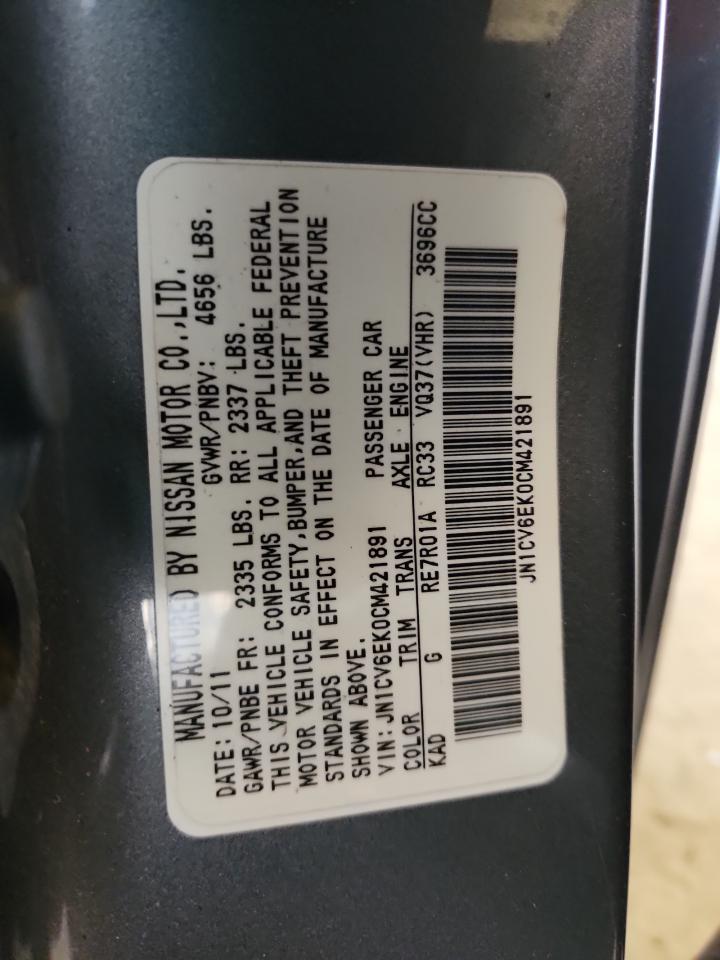 MANUFACTURED BY NISSAN MOTOR CO.,LTD.
DATE: 10/11 GVWR/PNBV: 4656 LBS.
GAWR/PNBE FR: 2335 LBS. RR: 2337 LBS.
THIS VEHICLE CONFORMS TO ALL APPLICABLE FEDERAL
MOTOR VEHICLE SAFETY,BUMPER,AND THEFT PREVENTION
STANDARDS IN EFFECT ON THE DATE OF MANUFACTURE
SHOWN ABOVE.
VIN: JN1CV6EK0CM421891 PASSENGER CAR
COLOR TRIM TRANS AXLE ENGINE
KAD G RE7R01A RC33 VQ37(VHR) 3696CC
JN1CV6EK0CM421891